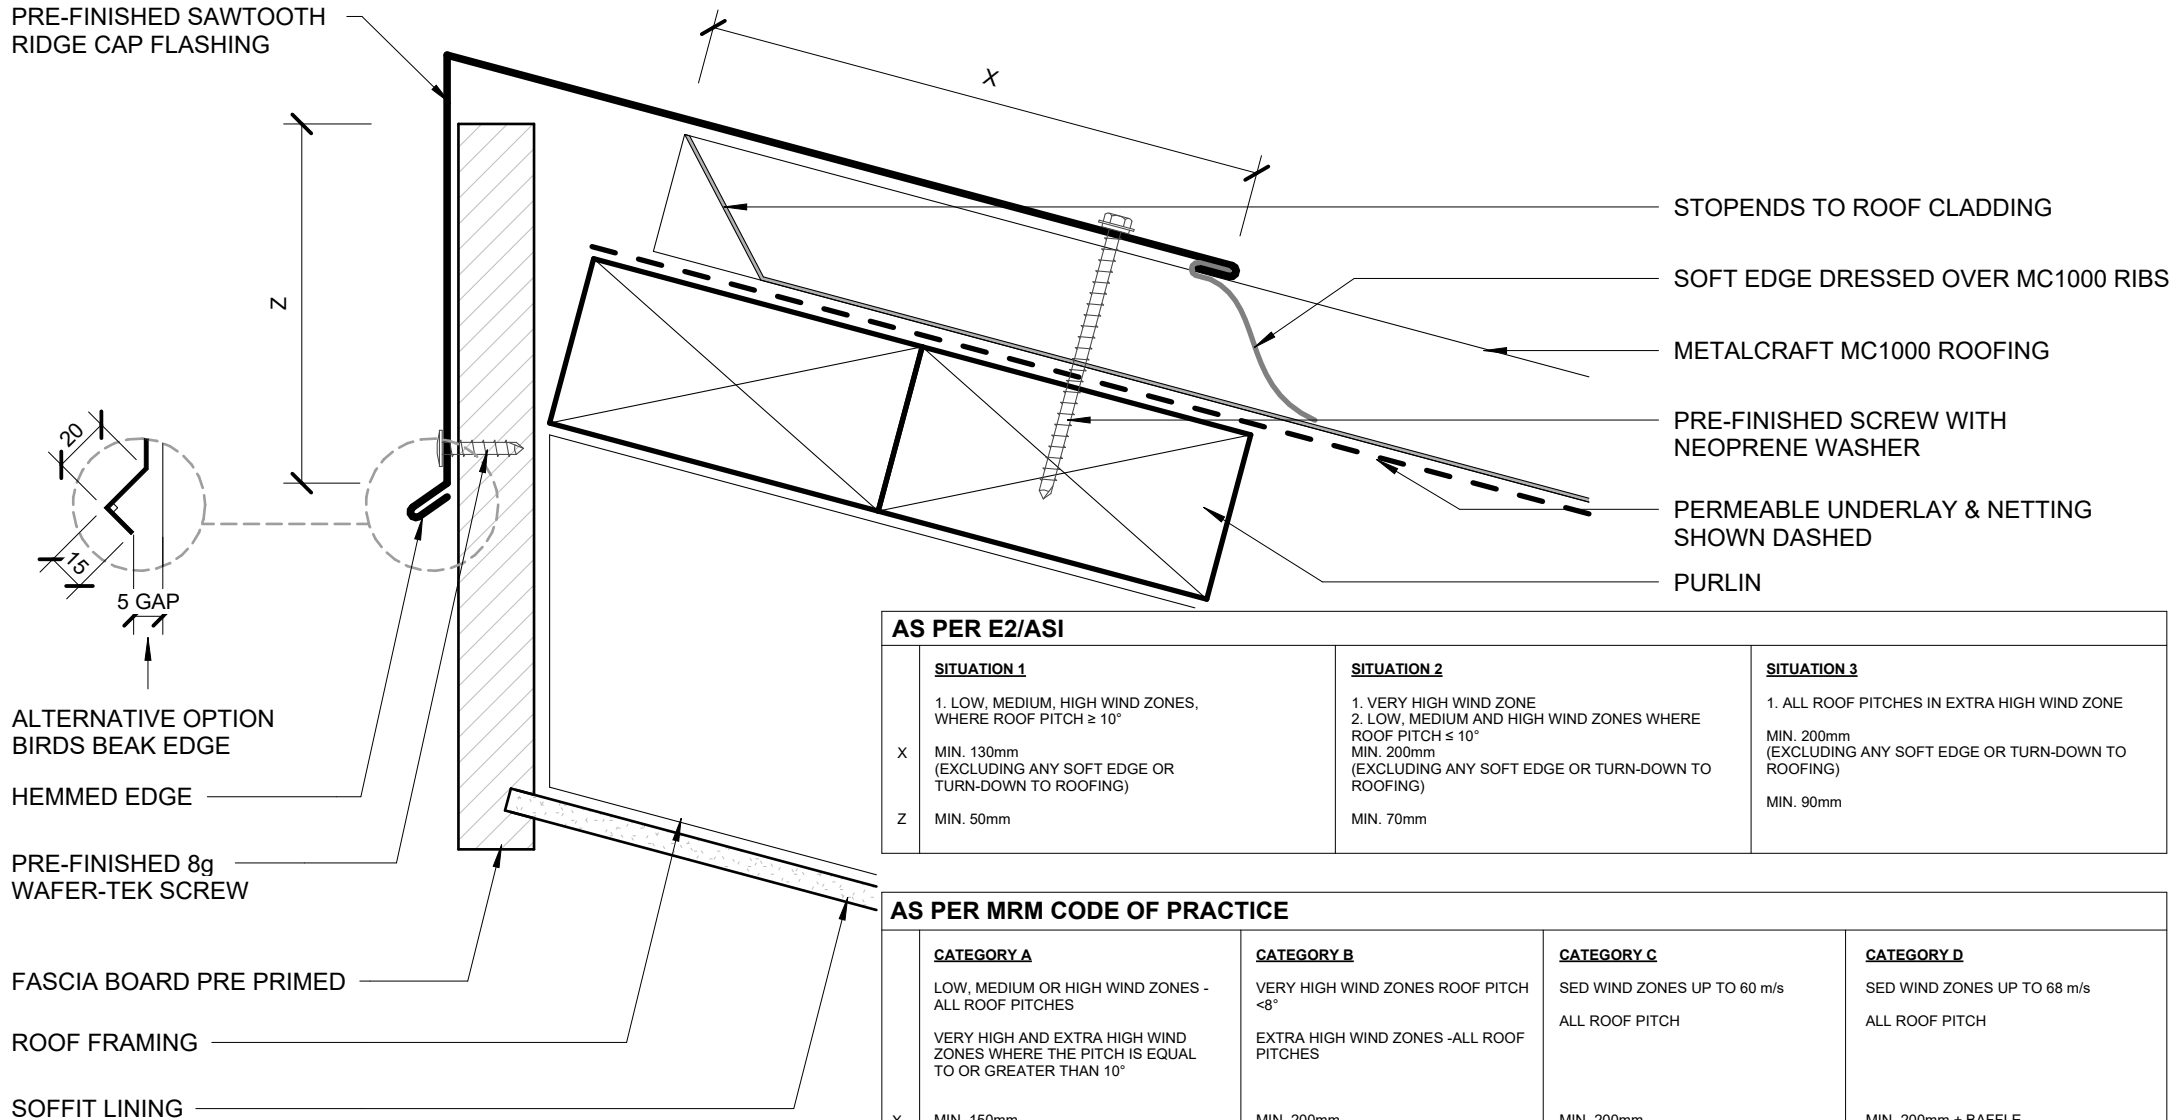 PRE-FINISHED SAWTOOTH
RIDGE CAP FLASHING
X
Z
STOPENDS TO ROOF CLADDING
SOFT EDGE DRESSED OVER MC1000 RIBS
METALCRAFT MC1000 ROOFING
PRE-FINISHED SCREW WITH
NEOPRENE WASHER
PERMEABLE UNDERLAY & NETTING
SHOWN DASHED
PURLIN
20
15
5 GAP
ALTERNATIVE OPTION
BIRDS BEAK EDGE
HEMMED EDGE
PRE-FINISHED 8g
WAFER-TEK SCREW
FASCIA BOARD PRE PRIMED
ROOF FRAMING
SOFFIT LINING
AS PER E2/ASI
SITUATION 1
1. LOW, MEDIUM, HIGH WIND ZONES,
WHERE ROOF PITCH ≥ 10°
X
MIN. 130mm
(EXCLUDING ANY SOFT EDGE OR
TURN-DOWN TO ROOFING)
Z
MIN. 50mm
SITUATION 2
1. VERY HIGH WIND ZONE
2. LOW, MEDIUM AND HIGH WIND ZONES WHERE
ROOF PITCH ≤ 10°
MIN. 200mm
(EXCLUDING ANY SOFT EDGE OR TURN-DOWN TO
ROOFING)
MIN. 70mm
SITUATION 3
1. ALL ROOF PITCHES IN EXTRA HIGH WIND ZONE
MIN. 200mm
(EXCLUDING ANY SOFT EDGE OR TURN-DOWN TO
ROOFING)
MIN. 90mm
AS PER MRM CODE OF PRACTICE
CATEGORY A
LOW, MEDIUM OR HIGH WIND ZONES -
ALL ROOF PITCHES
VERY HIGH AND EXTRA HIGH WIND
ZONES WHERE THE PITCH IS EQUAL
TO OR GREATER THAN 10°
X
MIN. 150mm
CATEGORY B
VERY HIGH WIND ZONES ROOF PITCH
<8°
EXTRA HIGH WIND ZONES -ALL ROOF
PITCHES
MIN. 200mm
CATEGORY C
SED WIND ZONES UP TO 60 m/s
ALL ROOF PITCH
MIN. 200mm
CATEGORY D
SED WIND ZONES UP TO 68 m/s
ALL ROOF PITCH
MIN. 200mm + BAFFLE